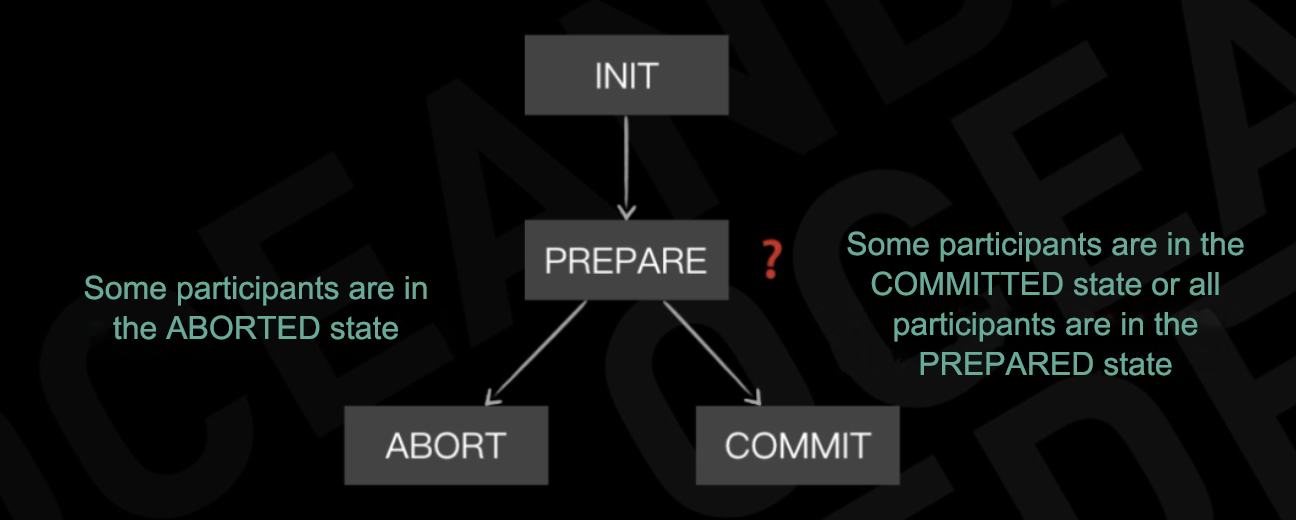 INIT
PREPARE
?
Some participants are in the
COMMITTED state or all
participants are in the
PREPARED state
Some participants are in
the ABORTED state
ABORT
COMMIT